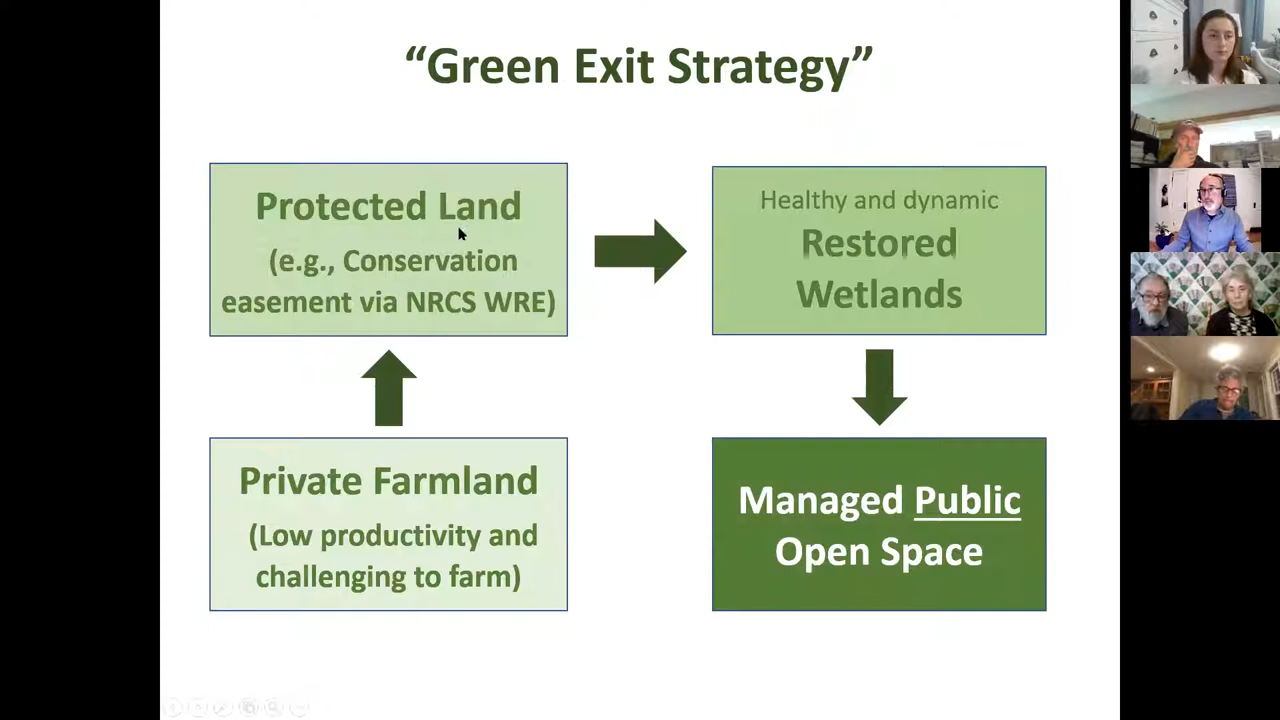 “Green Exit Strategy”
Protected Land
(e.g., Conservation
easement via NRCS WRE)
Healthy and dynamic
Restored
Wetlands
Private Farmland
(Low productivity and
challenging to farm)
Managed Public
Open Space